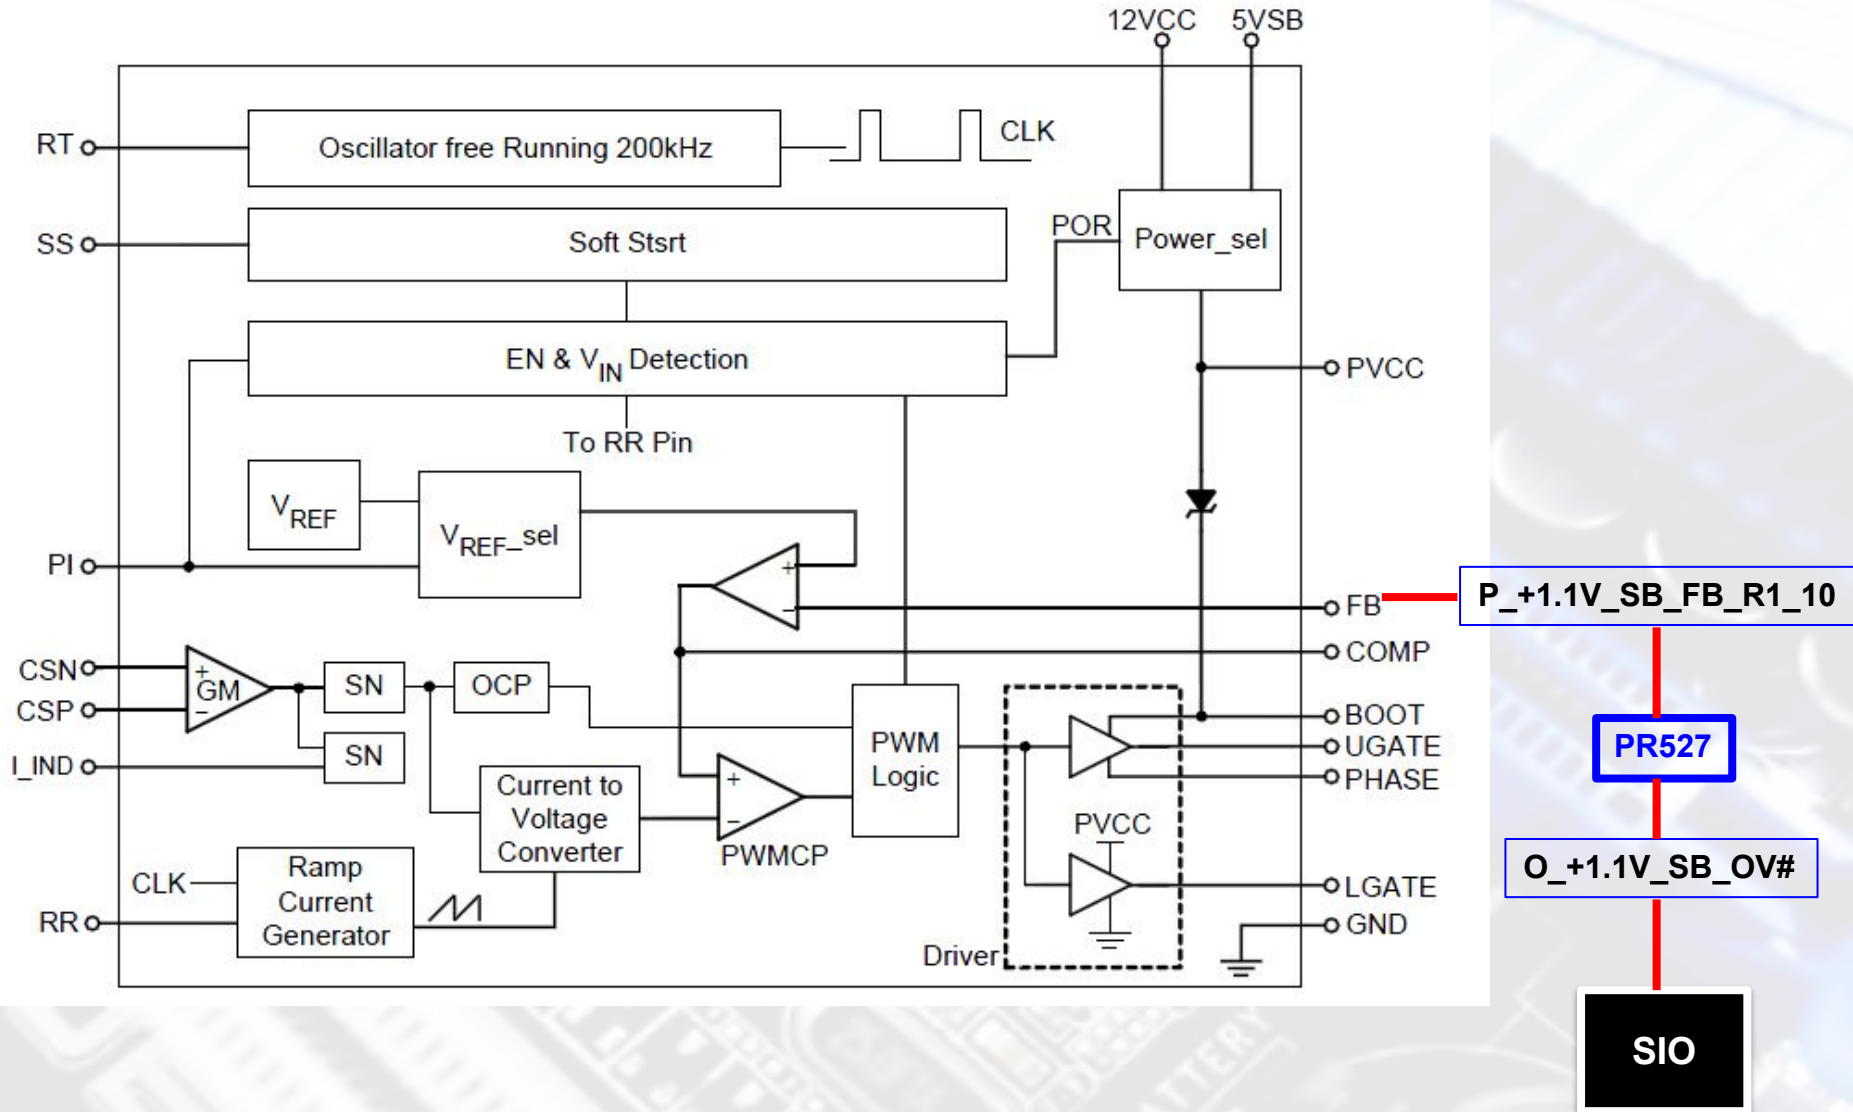 12VCC 5VSB
RT
Oscillator free Running 200kHz
CLK
SS
Soft Stsrt
POR
Power_sel
EN & VIN Detection
PVCC
To RR Pin
VREF
VREF_sel
PI
+
−
FB
P_+1.1V_SB_FB_R1_10
COMP
CSN
CSP
+
GM
−
SN
OCP
BOOT
UGATE
PHASE
PR527
I_IND
SN
PWM
Logic
Current to
Voltage
Converter
+
−
PWMCP
PVCC
O_+1.1V_SB_OV#
CLK
RR
Ramp
Current
Generator
LGATE
GND
Driver
SIO
TTERY